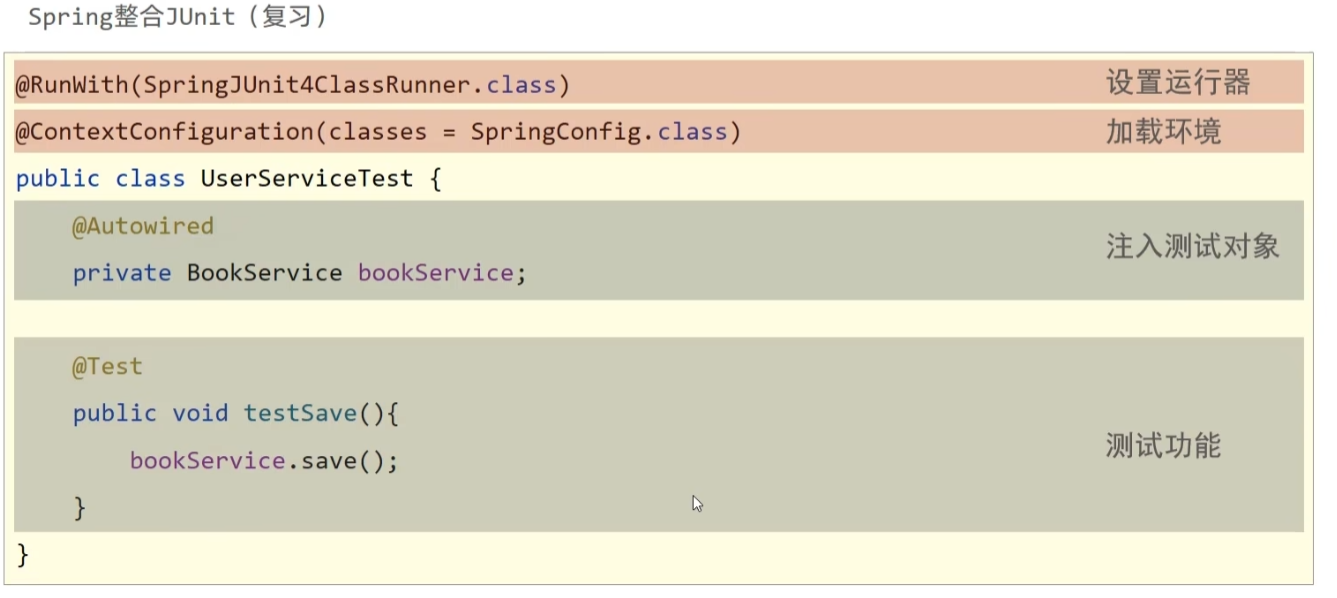 Spring整合JUnit（复习）
@RunWith(SpringJUnit4ClassRunner.class) 设置运行器
@ContextConfiguration(classes = SpringConfig.class) 加载环境
public class UserServiceTest {
@Autowired
注入测试对象
private BookService bookService;
@Test
public void testSave(){
测试功能
bookService.save();
}
}